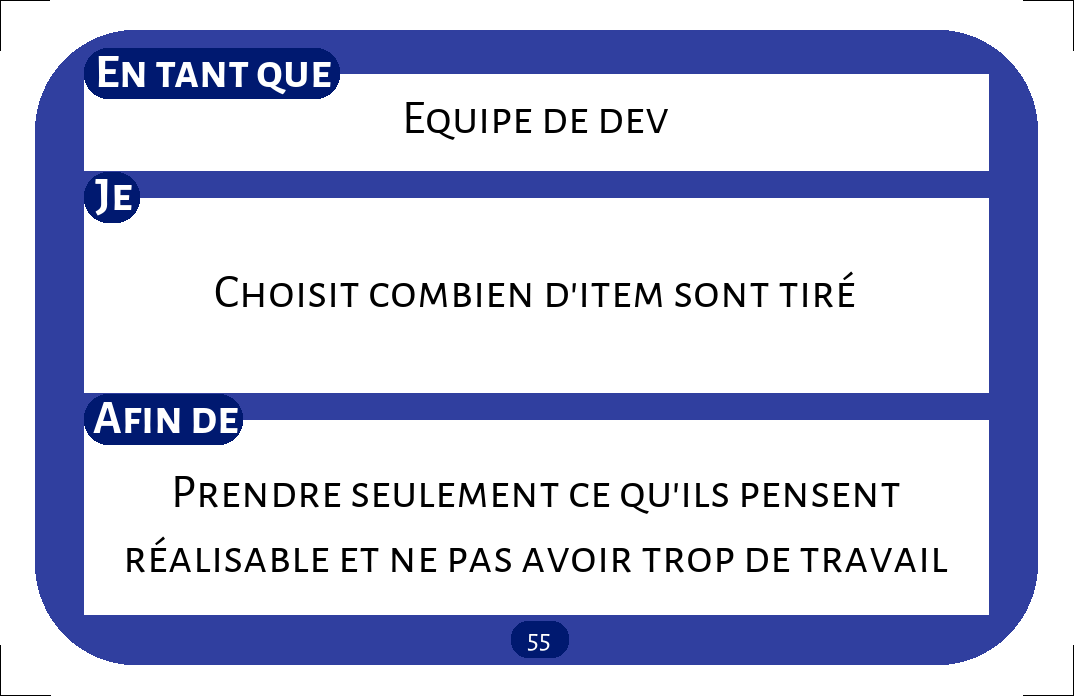 En tant que
Equipe de dev
Je
Choisit combien d'item sont tiré
Afin de
Prendre seulement ce qu'ils pensent
réalisable et ne pas avoir trop de travail
55